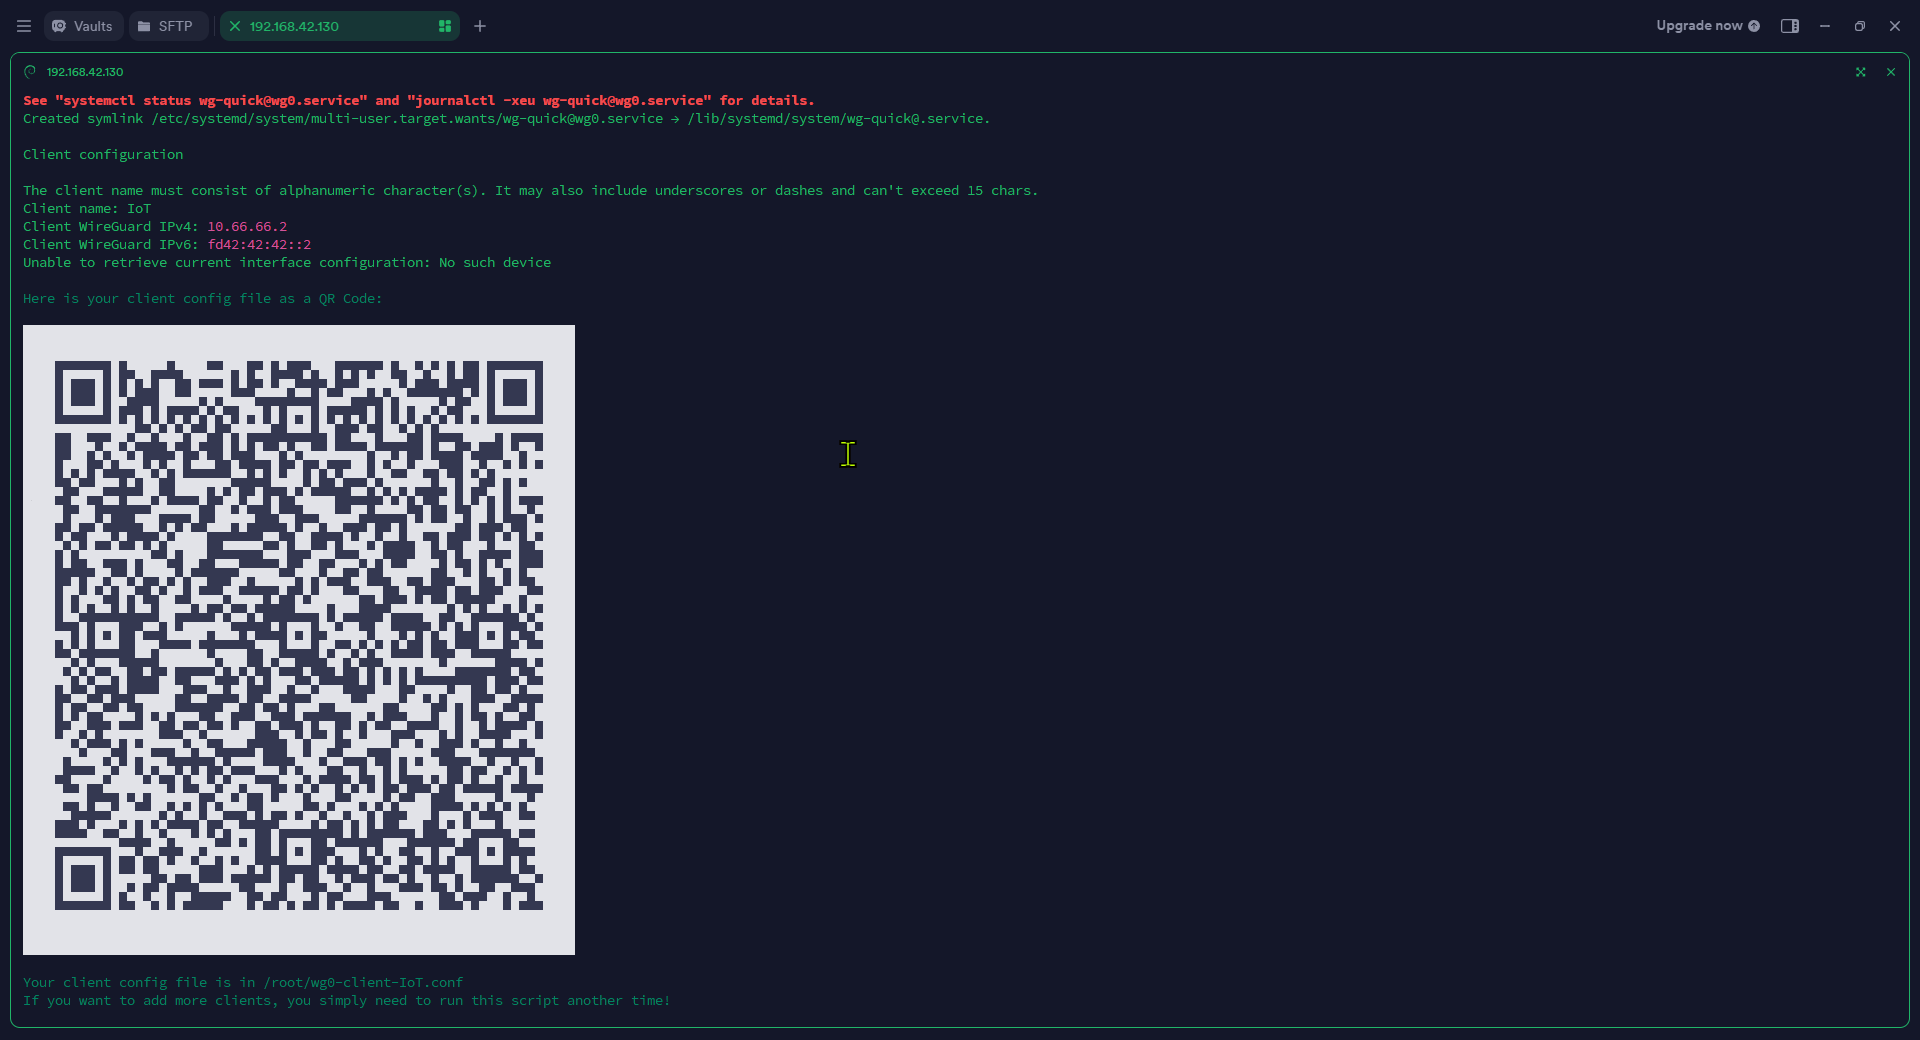 Vaults
SFTP
192.168.42.130
Upgrade now
192.168.42.130
See "systemctl status wg-quick@wg0.service" and "journalctl -xeu wg-quick@wg0.service" for details.
Created symlink /etc/systemd/system/multi-user.target.wants/wg-quick@wg0.service → /lib/systemd/system/wg-quick@.service.
Client configuration
The client name must consist of alphanumeric character(s). It may also include underscores or dashes and can't exceed 15 chars.
Client name: IoT
Client WireGuard IPv4: 10.66.66.2
Client WireGuard IPv6: fd42:42:42::2
Unable to retrieve current interface configuration: No such device
Here is your client config file as a QR Code:
Your client config file is in /root/wg0-client-IoT.conf
If you want to add more clients, you simply need to run this script another time!